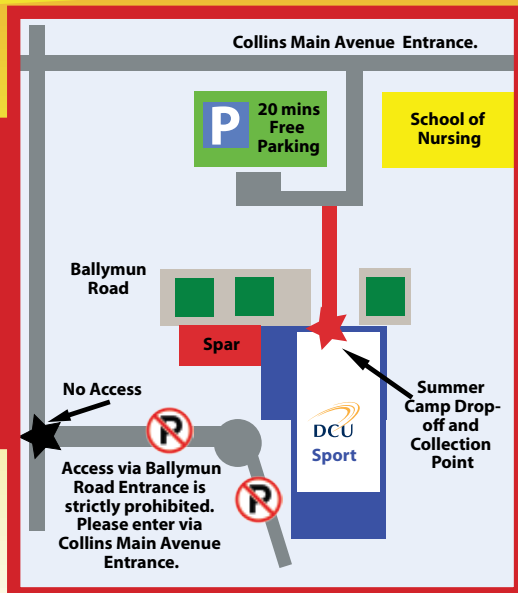 Collins Main Avenue Entrance.
P
20 mins
Free
Parking
School of
Nursing
Ballymun
Road
Spar
No Access
Summer
Camp Drop-
off and
Collection
Point
DCU
Sport
P
P
Access via Ballymun
Road Entrance is
strictly prohibited.
Please enter via
Collins Main Avenue
Entrance.